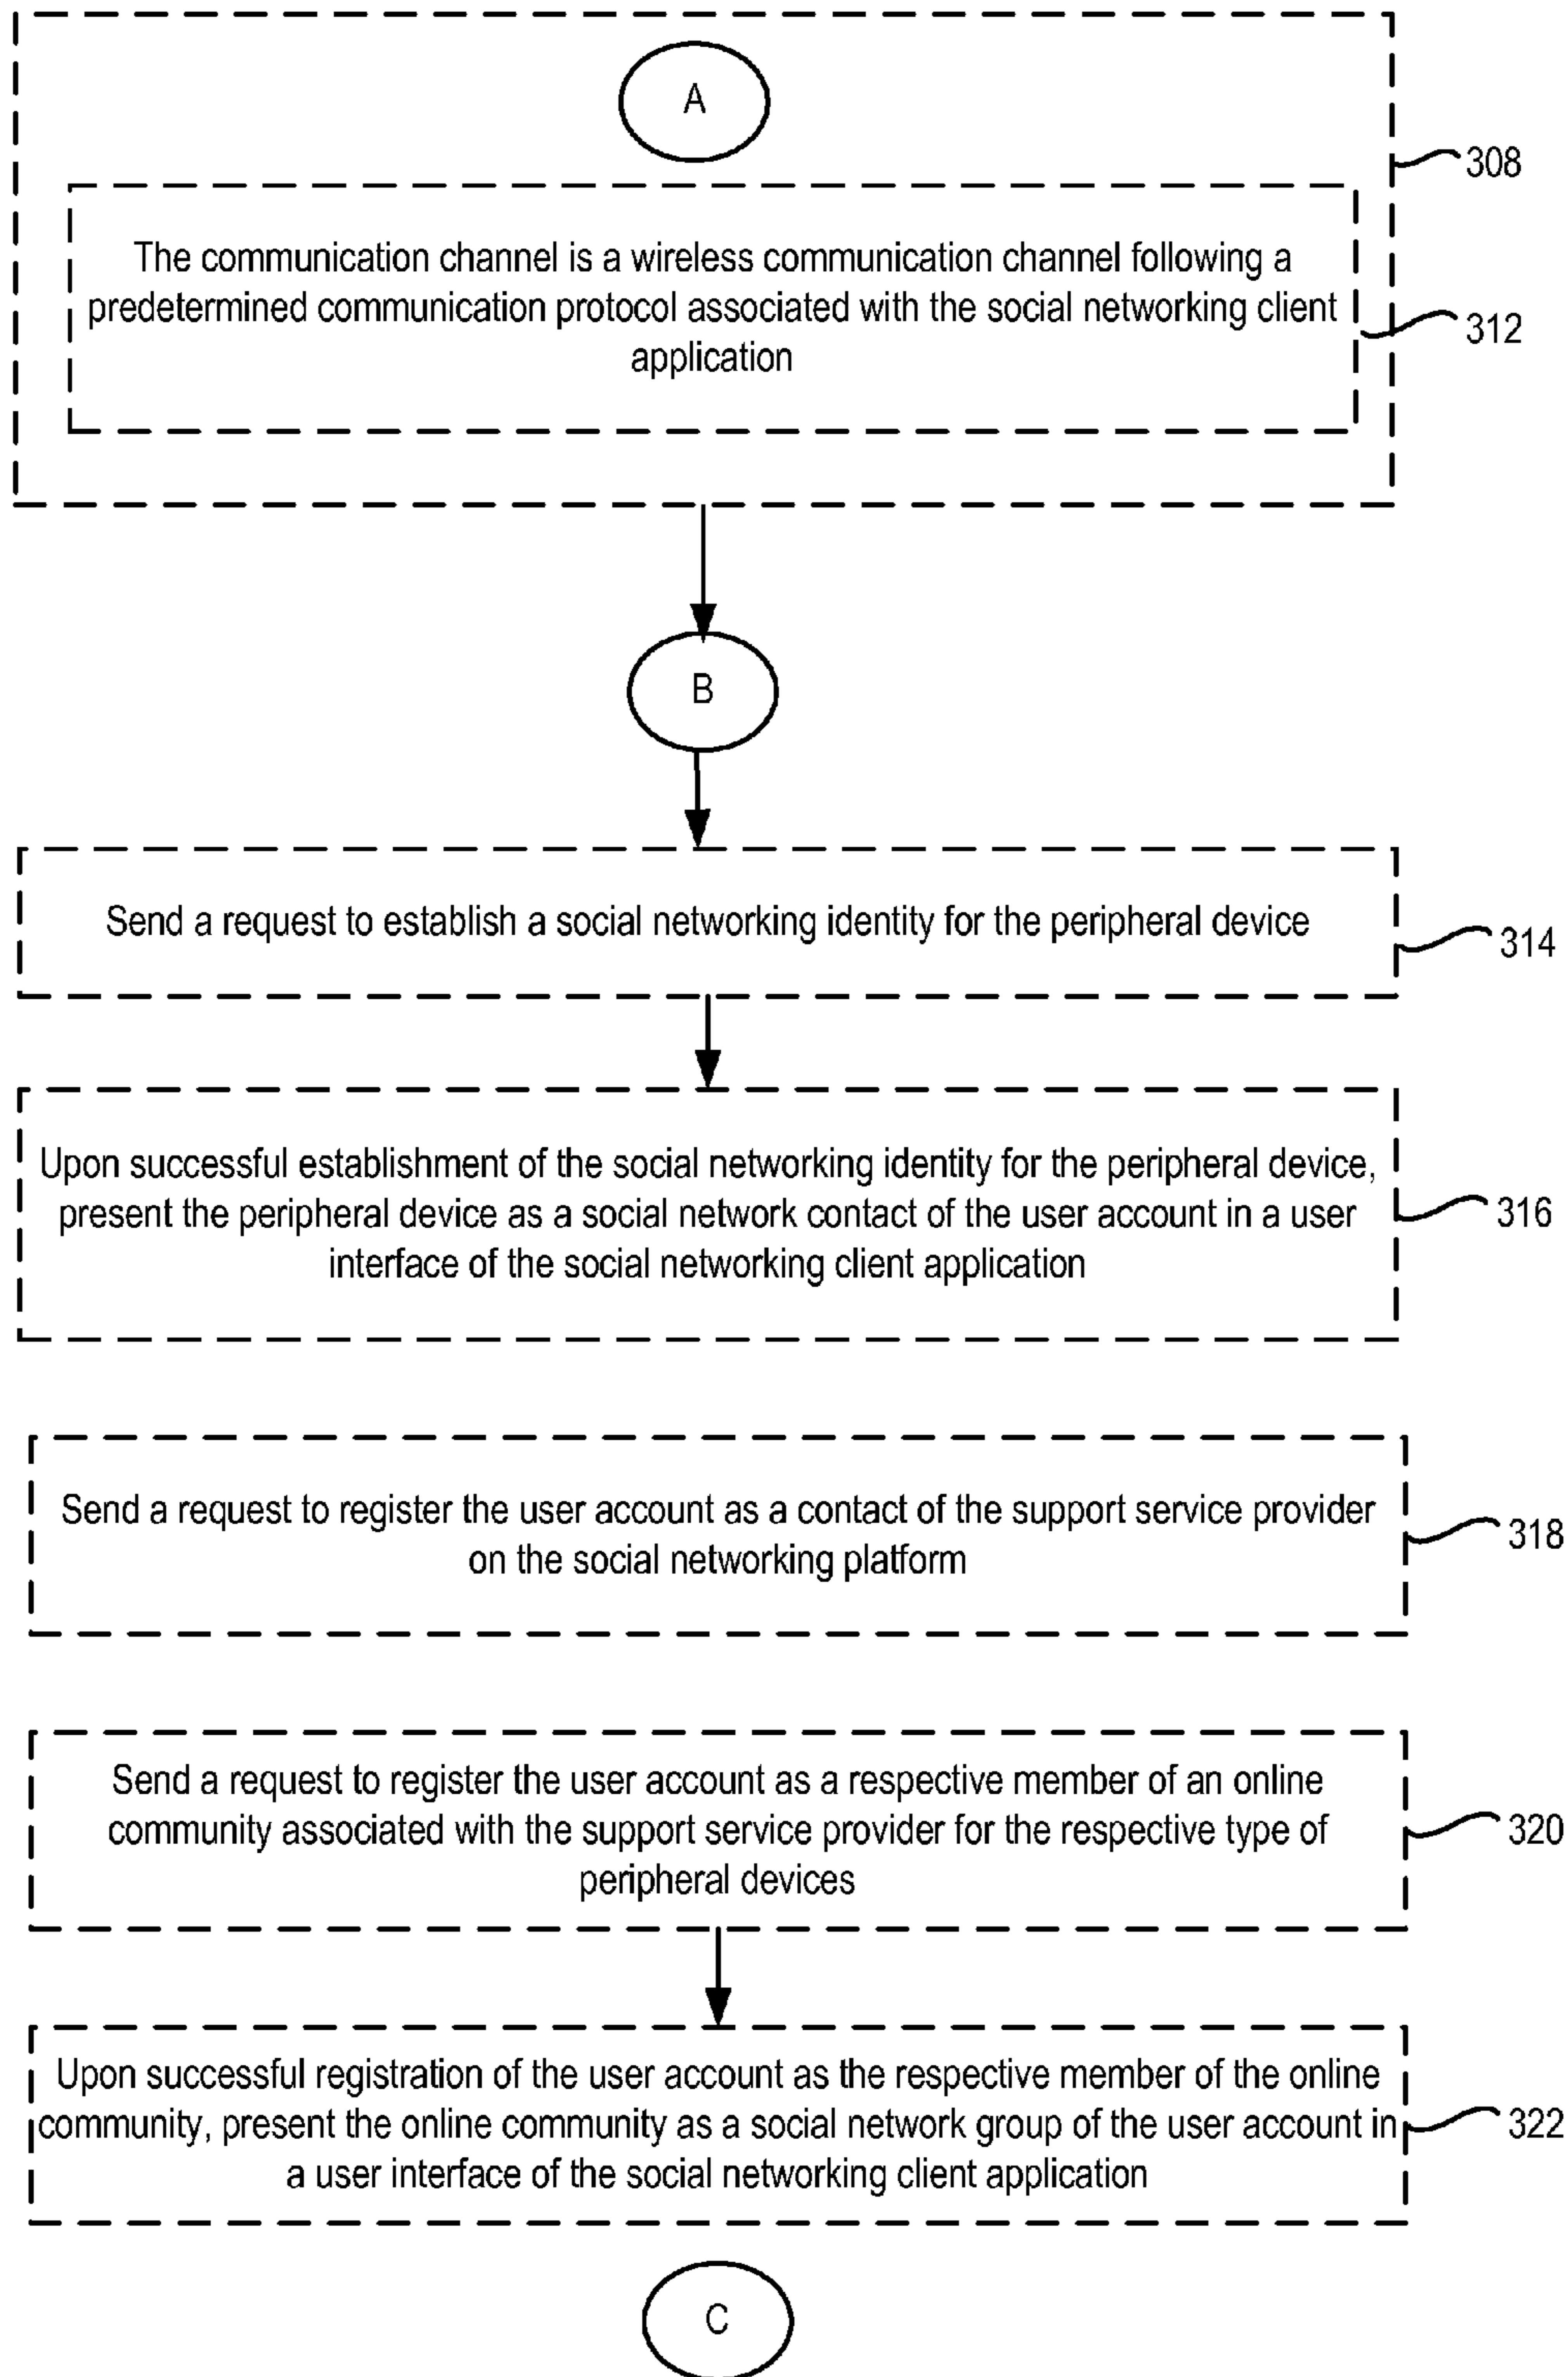 A
308
The communication channel is a wireless communication channel following a
predetermined communication protocol associated with the social networking client
application
312
B
Send a request to establish a social networking identity for the peripheral device
314
Upon successful establishment of the social networking identity for the peripheral device,
present the peripheral device as a social network contact of the user account in a user
interface of the social networking client application
316
Send a request to register the user account as a contact of the support service provider
on the social networking platform
318
Send a request to register the user account as a respective member of an online
community associated with the support service provider for the respective type of
peripheral devices
320
Upon successful registration of the user account as the respective member of the online
community, present the online community as a social network group of the user account in
a user interface of the social networking client application
322
C